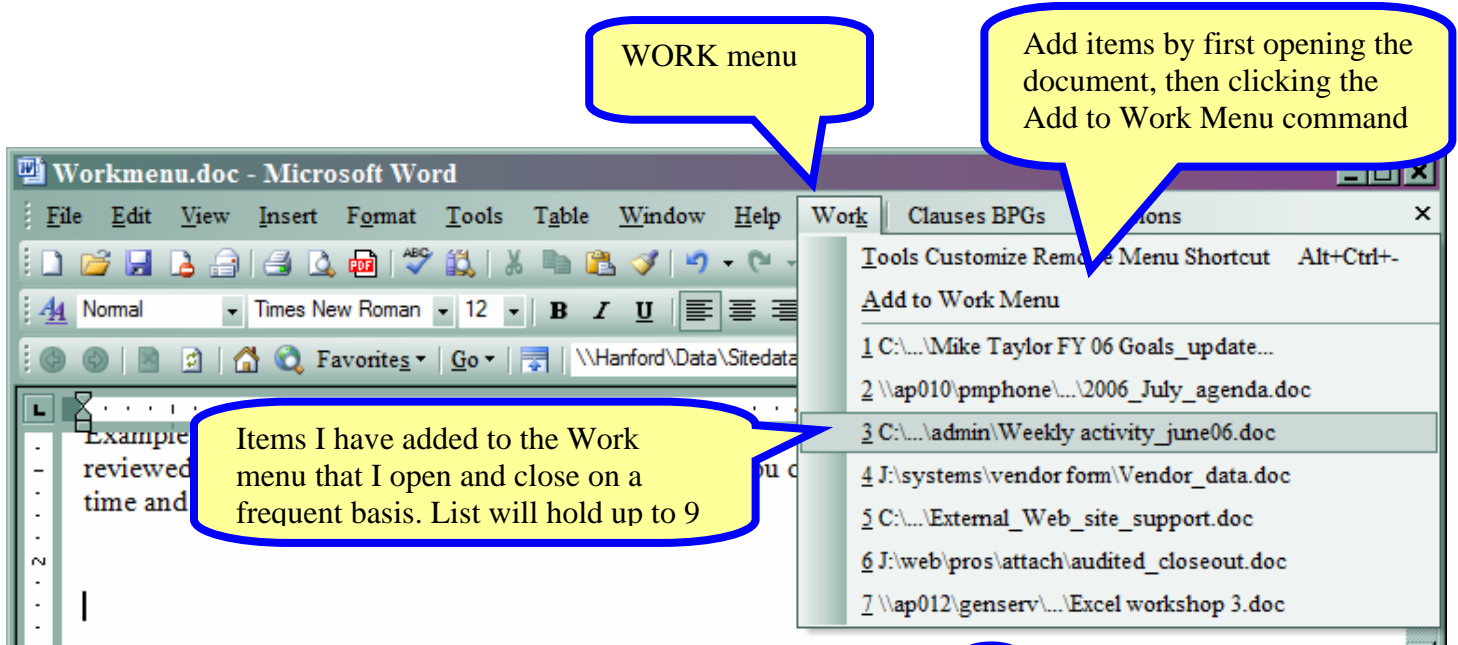 WORK menu
Add items by first opening the
document, then clicking the
Add to Work Menu command
Workmenu.doc - Microsoft Word
File Edit View Insert Format Tools Table Window Help Work Clauses BPGs
Tools Customize Remove Menu Shortcut Alt+Ctrl+-
Add to Work Menu
Normal Times New Roman 12 B I U
1 C:\...\Mike Taylor FY 06 Goals_update...
Favorites Go \\Hanford\Data\Sitedata
2 \\ap010\pmphone\...\2006_July_agenda.doc
3 C:\...\admin\Weekly activity_june06.doc
4 J:\systems\vendor form\Vendor_data.doc
5 C:\...\External_Web_site_support.doc
6 J:\web\pros\attach\audited_closeout.doc
7 \\ap012\genserv\...\Excel workshop 3.doc
Items I have added to the Work
menu that I open and close on a
frequent basis. List will hold up to 9
Example
reviewed
time and
2